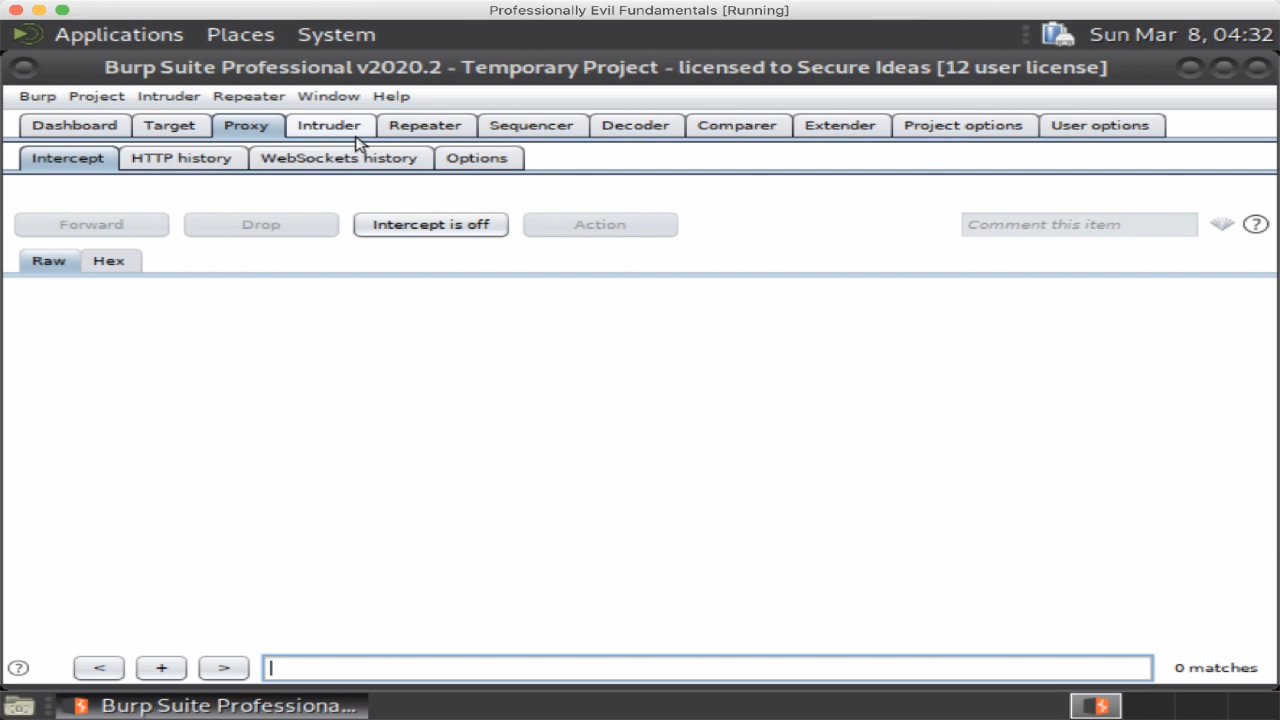 Professionally Evil Fundamentals [Running]
Applications Places System Sun Mar 8, 04:32
Burp Suite Professional v2020.2 - Temporary Project - licensed to Secure Ideas [12 user license]
Burp Project Intruder Repeater Window Help
Dashboard Target Proxy Intruder Repeater Sequencer Decoder Comparer Extender Project options User options
Intercept HTTP history WebSockets history Options
Forward Drop Intercept is off Action Comment this item ?
Raw Hex
? < + > 0 matches
Burp Suite Professiona...